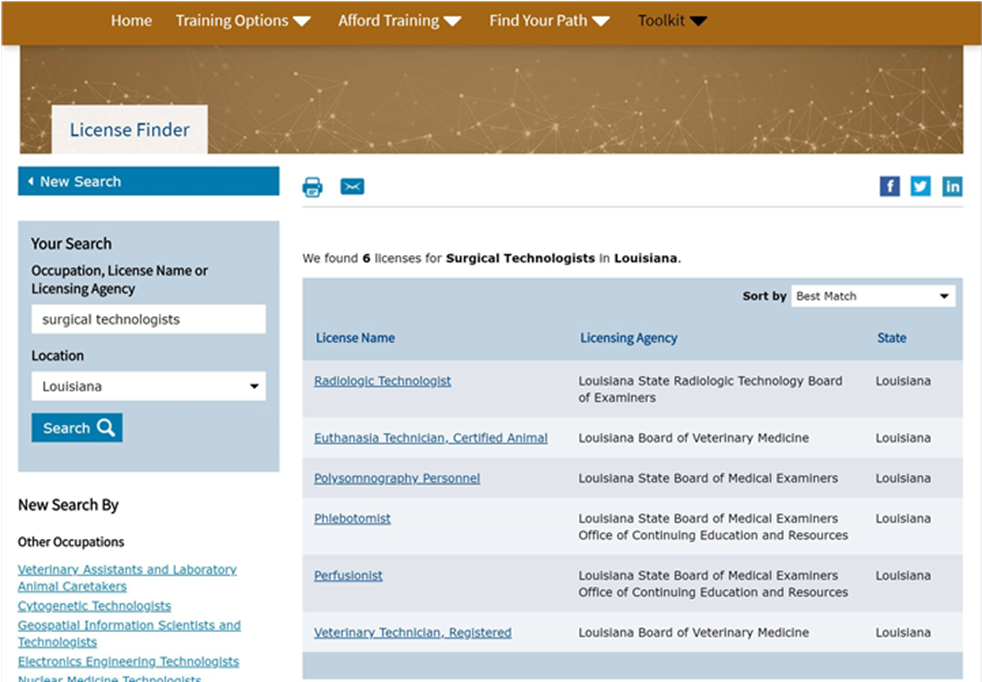 Home Training Options Afford Training Find Your Path Toolkit
License Finder
New Search
Your Search
Occupation, License Name or
Licensing Agency
surgical technologists
Location
Louisiana
Search
New Search By
Other Occupations
Veterinary Assistants and Laboratory
Animal Caretakers
Cytogenetic Technologists
Geospatial Information Scientists and
Technologists
Electronics Engineering Technologists
Nuclear Medicine Technologists
f in
We found 6 licenses for Surgical Technologists in Louisiana.
Sort by Best Match
License Name Licensing Agency State
Radiologic Technologist Louisiana State Radiologic Technology Board Louisiana
of Examiners
Euthanasia Technician, Certified Animal Louisiana Board of Veterinary Medicine Louisiana
Polysomnography Personnel Louisiana State Board of Medical Examiners Louisiana
Phlebotomist Louisiana State Board of Medical Examiners Louisiana
Office of Continuing Education and Resources
Perfusionist Louisiana State Board of Medical Examiners Louisiana
Office of Continuing Education and Resources
Veterinary Technician, Registered Louisiana Board of Veterinary Medicine Louisiana